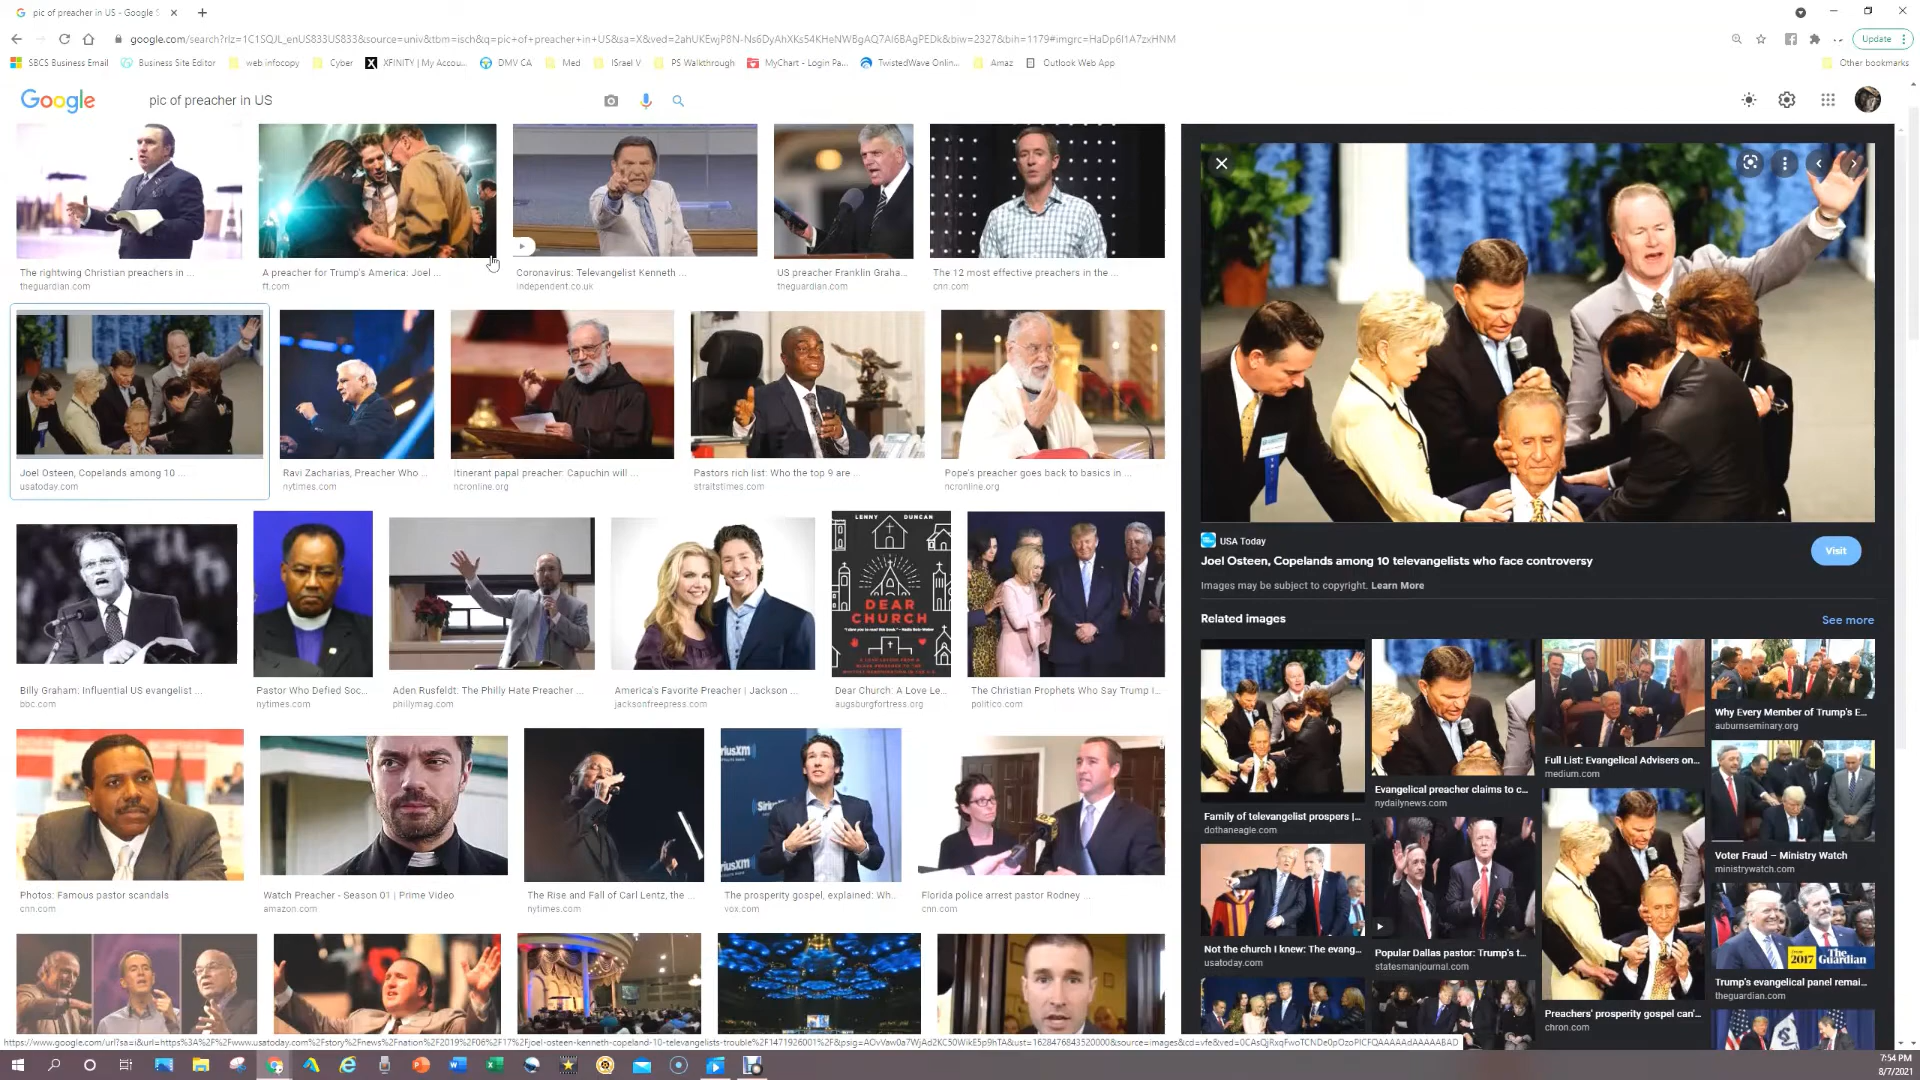 pic of preacher in US - Google S
google.com/search?rlz=1C1SQJL_enUS833US833&source=univ&tbm=isch&q=pic+of+preacher+in+US&sa=X&ved=2ahUKEwjP8N-Ns6DyAhXKs54KHeNWBgAQ7Al6BAgPEDk&biw=2327&bih=1179#imgrc=HaDp6I1A7zxHNM
Update
SBCS Business Email
Business Site Editor
web.infocopy
Cyber
XFINITY | My Accou...
DMV CA
Med
ISrael V
PS Walkthrough
MyChart - Login Pa...
TwistedWave Onlin...
Amaz
Outlook Web App
Other bookmarks
Google
pic of preacher in US
The rightwing Christian preachers in ...
theguardian.com
A preacher for Trump's America: Joel ...
ft.com
Coronavirus: Televangelist Kenneth ...
independent.co.uk
US preacher Franklin Graha...
theguardian.com
The 12 most effective preachers in the ...
cnn.com
Joel Osteen, Copelands among 10 ...
usatoday.com
Ravi Zacharias, Preacher Who ...
nytimes.com
Itinerant papal preacher: Capuchin will ...
ncronline.org
Pastors rich list: Who the top 9 are ...
straitstimes.com
Pope's preacher goes back to basics in ...
ncronline.org
USA Today
Joel Osteen, Copelands among 10 televangelists who face controversy
Visit
Images may be subject to copyright. Learn More
Related images
See more
LENNY DUNCAN
DEAR
CHURCH
Billy Graham: Influential US evangelist ...
bbc.com
Pastor Who Defied Soc...
nytimes.com
Aden Rusfeldt: The Philly Hate Preacher ...
phillymag.com
America's Favorite Preacher | Jackson ...
jacksonfreepress.com
Dear Church: A Love Le...
augsburgfortress.org
The Christian Prophets Who Say Trump I...
politico.com
Why Every Member of Trump's E...
auburnseminary.org
Full List: Evangelical Advisers on...
medium.com
Evangelical preacher claims to c...
nydailynews.com
Family of televangelist prospers |...
dothaneagle.com
Voter Fraud – Ministry Watch
ministrywatch.com
siriusxm
Photos: Famous pastor scandals
cnn.com
Watch Preacher - Season 01 | Prime Video
amazon.com
The Rise and Fall of Carl Lentz, the ...
nytimes.com
The prosperity gospel, explained: Wh...
vox.com
Florida police arrest pastor Rodney ...
cnn.com
Not the church I knew: The evang...
usatoday.com
Popular Dallas pastor: Trump's t...
statesmanjournal.com
2017
The Guardian
Trump's evangelical panel remai...
theguardian.com
Preachers' prosperity gospel can'...
chron.com
7:54 PM
8/7/2021